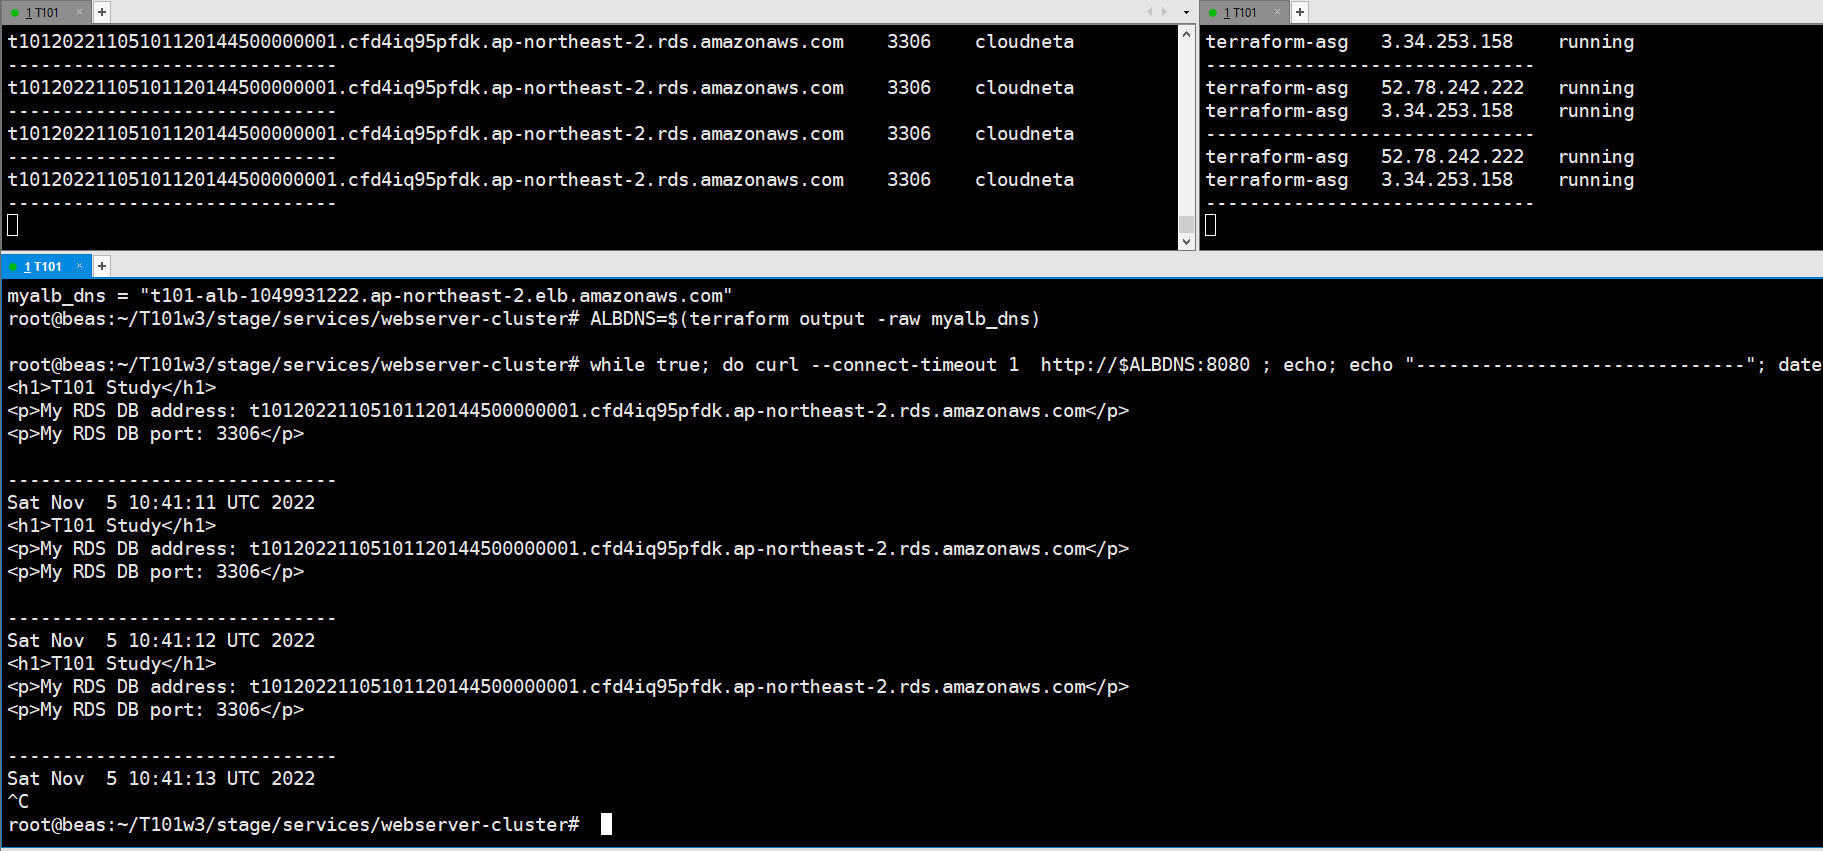 1 T101 × +
t10120221105101120144500000001.cfd4iq95pfdk.ap-northeast-2.rds.amazonaws.com    3306    cloudneta
------------------------------
t10120221105101120144500000001.cfd4iq95pfdk.ap-northeast-2.rds.amazonaws.com    3306    cloudneta
------------------------------
t10120221105101120144500000001.cfd4iq95pfdk.ap-northeast-2.rds.amazonaws.com    3306    cloudneta
------------------------------
t10120221105101120144500000001.cfd4iq95pfdk.ap-northeast-2.rds.amazonaws.com    3306    cloudneta
------------------------------
1 T101 × +
terraform-asg   3.34.253.158    running
------------------------------
terraform-asg   52.78.242.222   running
terraform-asg   3.34.253.158    running
------------------------------
terraform-asg   52.78.242.222   running
terraform-asg   3.34.253.158    running
------------------------------
1 T101 × +
myalb_dns = "t101-alb-1049931222.ap-northeast-2.elb.amazonaws.com"
root@beas:~/T101w3/stage/services/webserver-cluster# ALBDNS=$(terraform output -raw myalb_dns)
root@beas:~/T101w3/stage/services/webserver-cluster# while true; do curl --connect-timeout 1  http://$ALBDNS:8080 ; echo; echo "------------------------------"; date
<h1>T101 Study</h1>
<p>My RDS DB address: t10120221105101120144500000001.cfd4iq95pfdk.ap-northeast-2.rds.amazonaws.com</p>
<p>My RDS DB port: 3306</p>
------------------------------
Sat Nov  5 10:41:11 UTC 2022
<h1>T101 Study</h1>
<p>My RDS DB address: t10120221105101120144500000001.cfd4iq95pfdk.ap-northeast-2.rds.amazonaws.com</p>
<p>My RDS DB port: 3306</p>
------------------------------
Sat Nov  5 10:41:12 UTC 2022
<h1>T101 Study</h1>
<p>My RDS DB address: t10120221105101120144500000001.cfd4iq95pfdk.ap-northeast-2.rds.amazonaws.com</p>
<p>My RDS DB port: 3306</p>
------------------------------
Sat Nov  5 10:41:13 UTC 2022
^C
root@beas:~/T101w3/stage/services/webserver-cluster#